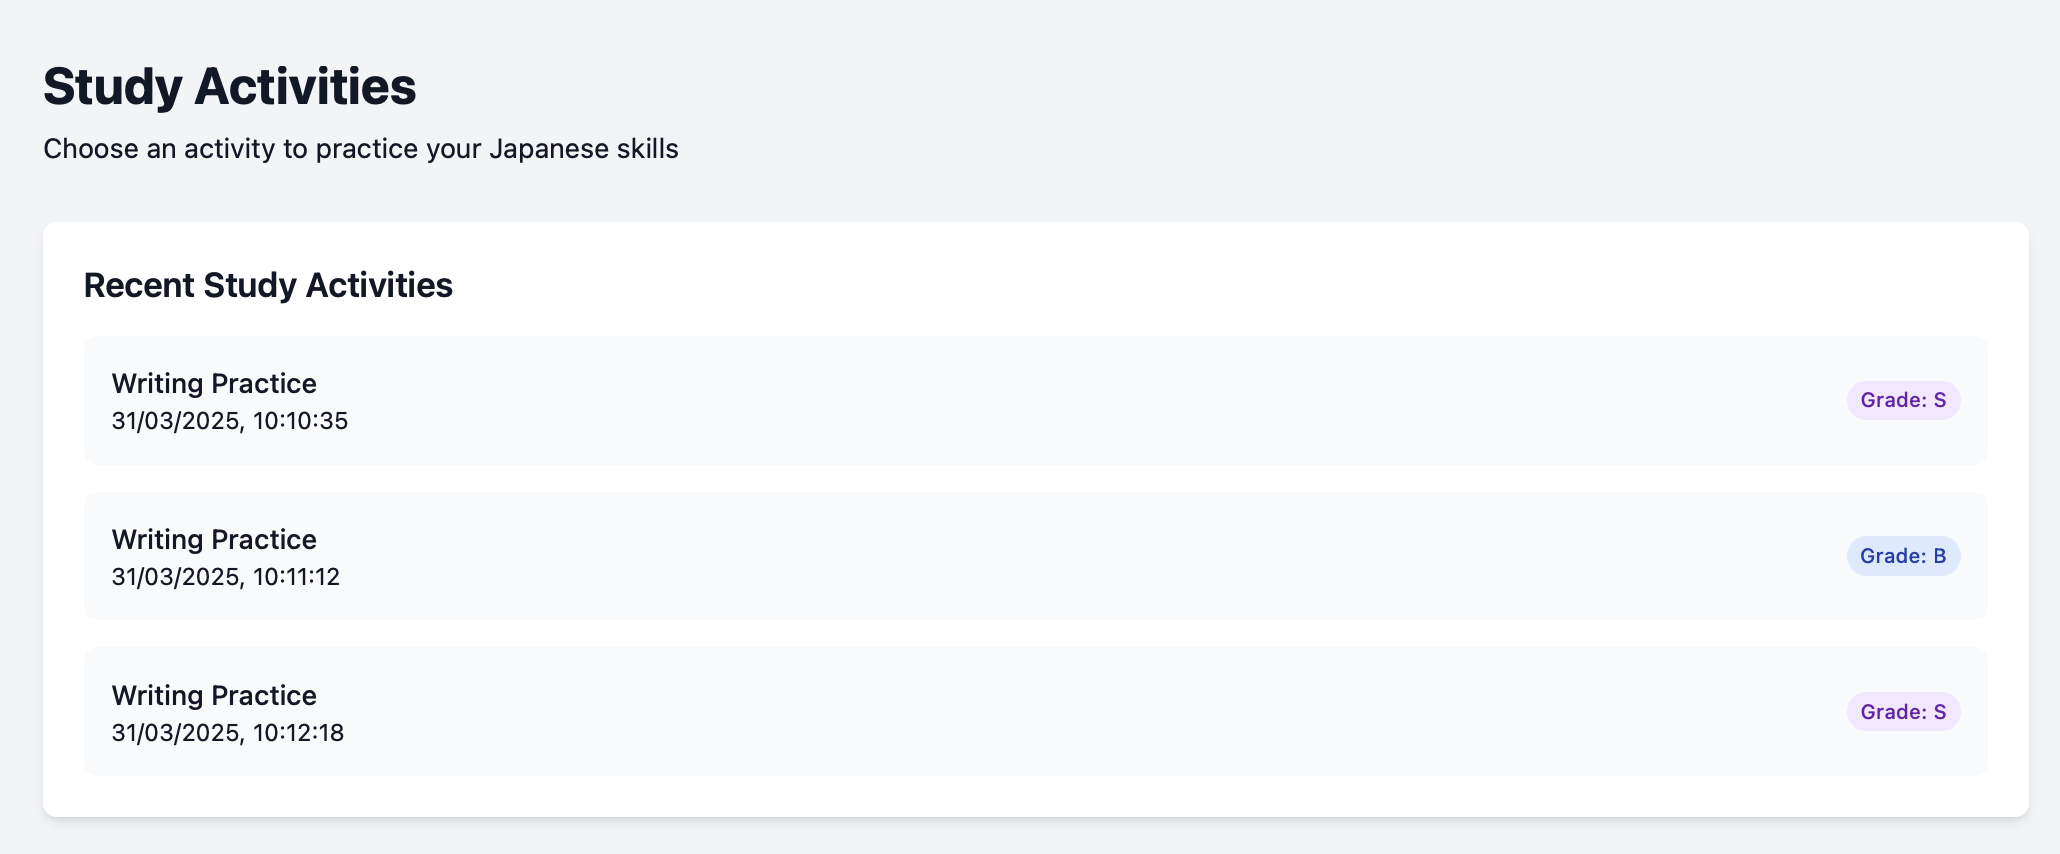 Study Activities
Choose an activity to practice your Japanese skills
Recent Study Activities
Writing Practice
31/03/2025, 10:10:35
Grade: S
Writing Practice
31/03/2025, 10:11:12
Grade: B
Writing Practice
31/03/2025, 10:12:18
Grade: S